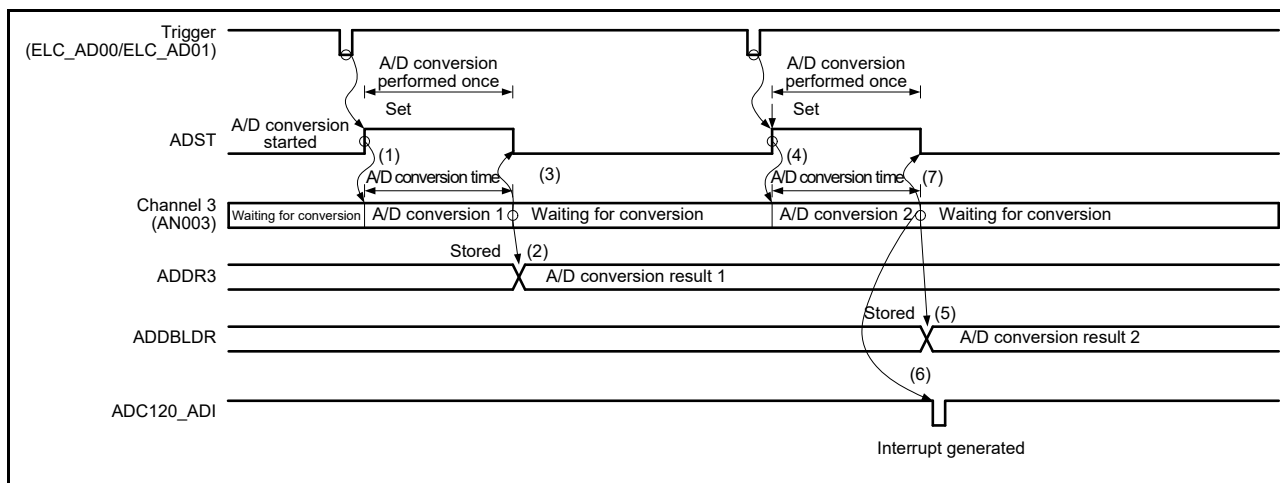 Trigger
(ELC_AD00/ELC_AD01)
A/D conversion
performed once
A/D conversion
performed once
Set
Set
ADST
A/D conversion
started
(1)
(3)
(4)
(7)
A/D conversion time
A/D conversion time
Channel 3
(AN003)
Waiting for conversion
A/D conversion 1
Waiting for conversion
A/D conversion 2
Waiting for conversion
Stored
(2)
ADDR3
A/D conversion result 1
Stored
(5)
ADDBLDR
A/D conversion result 2
(6)
ADC120_ADI
Interrupt generated